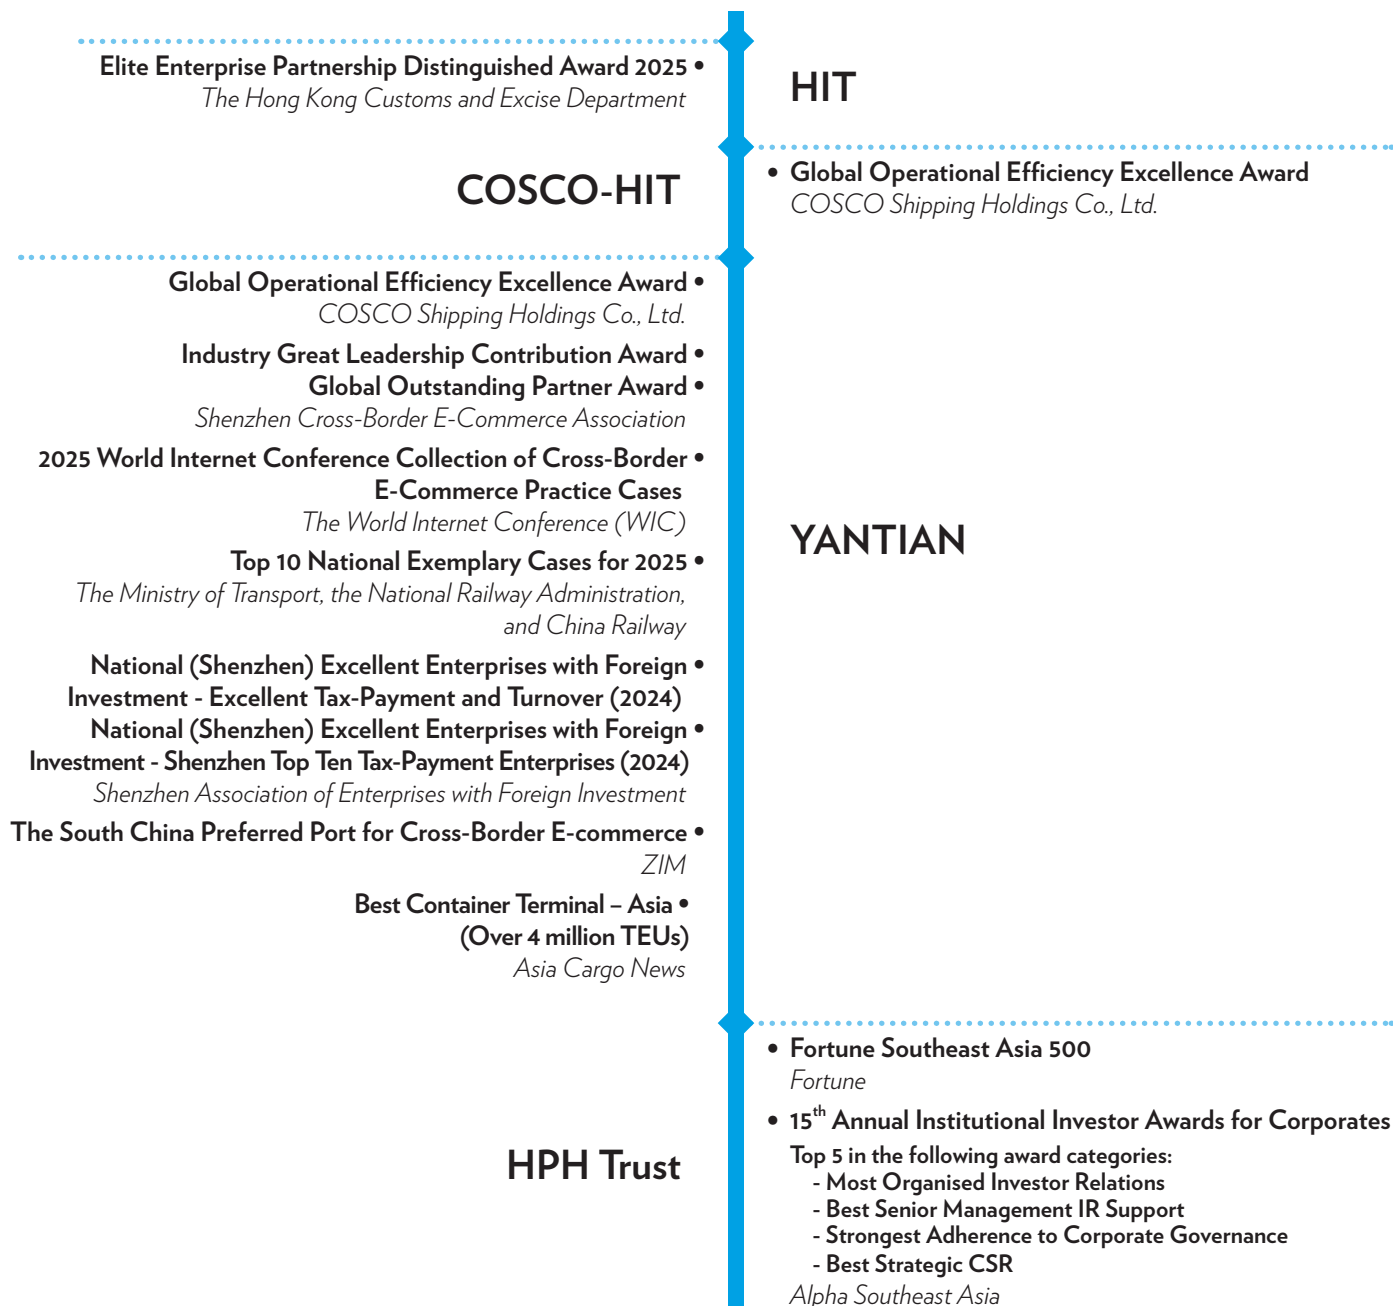 Elite Enterprise Partnership Distinguished Award 2025 •
The Hong Kong Customs and Excise Department
HIT
COSCO-HIT
• Global Operational Efficiency Excellence Award
COSCO Shipping Holdings Co., Ltd.
Global Operational Efficiency Excellence Award •
COSCO Shipping Holdings Co., Ltd.
Industry Great Leadership Contribution Award •
Global Outstanding Partner Award •
Shenzhen Cross-Border E-Commerce Association
2025 World Internet Conference Collection of Cross-Border •
E-Commerce Practice Cases
The World Internet Conference (WIC)
Top 10 National Exemplary Cases for 2025 •
The Ministry of Transport, the National Railway Administration,
and China Railway
National (Shenzhen) Excellent Enterprises with Foreign •
Investment - Excellent Tax-Payment and Turnover (2024)
National (Shenzhen) Excellent Enterprises with Foreign •
Investment - Shenzhen Top Ten Tax-Payment Enterprises (2024)
Shenzhen Association of Enterprises with Foreign Investment
The South China Preferred Port for Cross-Border E-commerce •
ZIM
Best Container Terminal – Asia •
(Over 4 million TEUs)
Asia Cargo News
YANTIAN
HPH Trust
• Fortune Southeast Asia 500
Fortune
• 15th Annual Institutional Investor Awards for Corporates
Top 5 in the following award categories:
- Most Organised Investor Relations
- Best Senior Management IR Support
- Strongest Adherence to Corporate Governance
- Best Strategic CSR
Alpha Southeast Asia